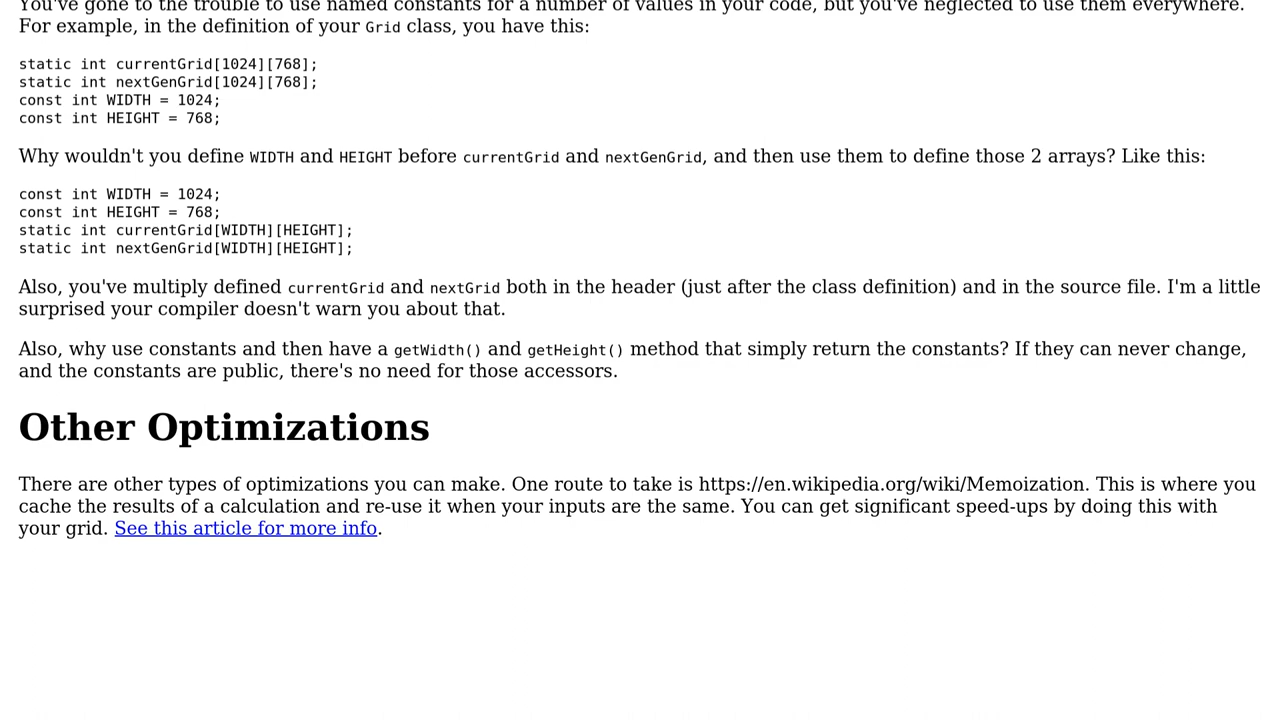 You've gone to the trouble to use named constants for a number of values in your code, but you've neglected to use them everywhere.
For example, in the definition of your Grid class, you have this:
static int currentGrid[1024][768];
static int nextGenGrid[1024][768];
const int WIDTH = 1024;
const int HEIGHT = 768;
Why wouldn't you define WIDTH and HEIGHT before currentGrid and nextGenGrid, and then use them to define those 2 arrays? Like this:
const int WIDTH = 1024;
const int HEIGHT = 768;
static int currentGrid[WIDTH][HEIGHT];
static int nextGenGrid[WIDTH][HEIGHT];
Also, you've multiply defined currentGrid and nextGrid both in the header (just after the class definition) and in the source file. I'm a little
surprised your compiler doesn't warn you about that.
Also, why use constants and then have a getWidth() and getHeight() method that simply return the constants? If they can never change,
and the constants are public, there's no need for those accessors.
Other Optimizations
There are other types of optimizations you can make. One route to take is https://en.wikipedia.org/wiki/Memoization. This is where you
cache the results of a calculation and re-use it when your inputs are the same. You can get significant speed-ups by doing this with
your grid. See this article for more info.